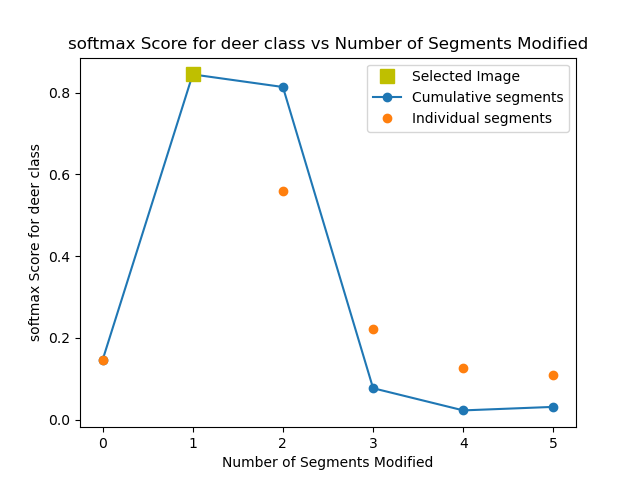 softmax Score for deer class vs Number of Segments Modified
Selected Image
Cumulative segments
Individual segments
softmax Score for deer class
0.8
0.6
0.4
0.2
0.0
0 1 2 3 4 5
Number of Segments Modified